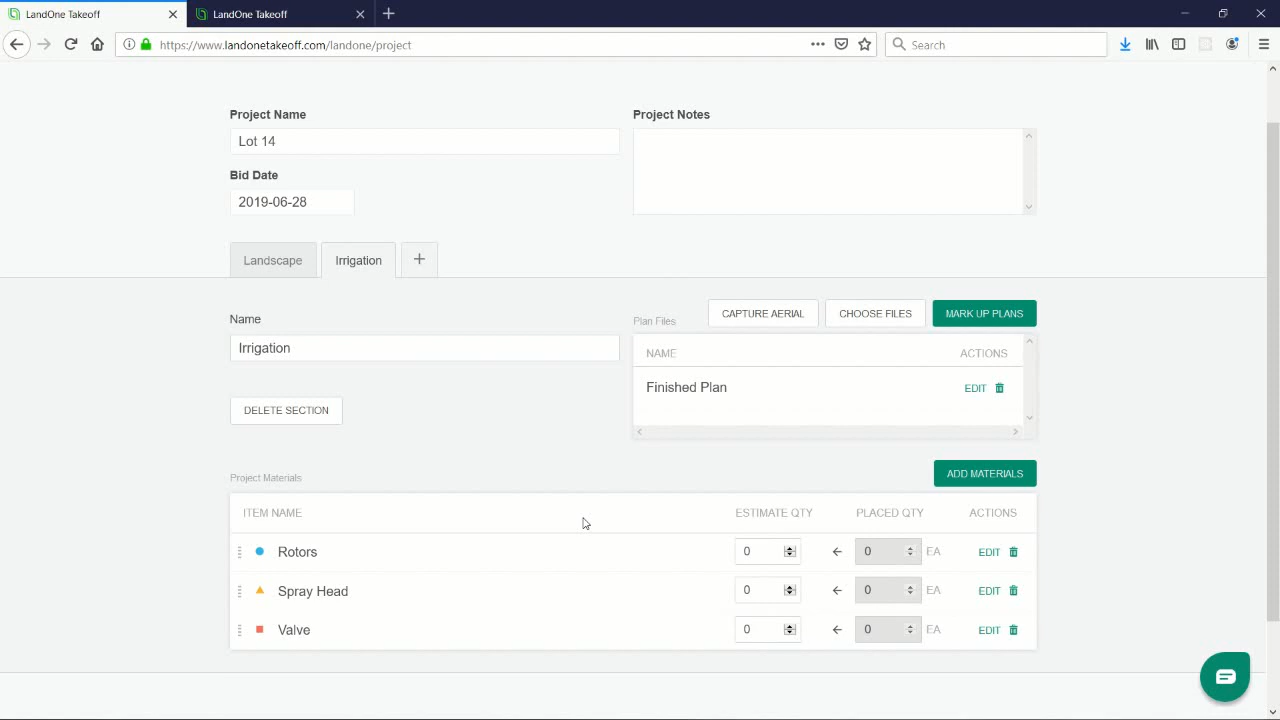 LandOne Takeoff
LandOne Takeoff
https://www.landonetakeoff.com/landone/project
Search
Project Name
Project Notes
Lot 14
Bid Date
2019-06-28
Landscape
Irrigation
+
Name
Plan Files
CAPTURE AERIAL
CHOOSE FILES
MARK UP PLANS
Irrigation
NAME ACTIONS
Finished Plan EDIT
DELETE SECTION
Project Materials
ADD MATERIALS
ITEM NAME ESTIMATE QTY PLACED QTY ACTIONS
Rotors 0 0 EA EDIT
Spray Head 0 0 EA EDIT
Valve 0 0 EA EDIT